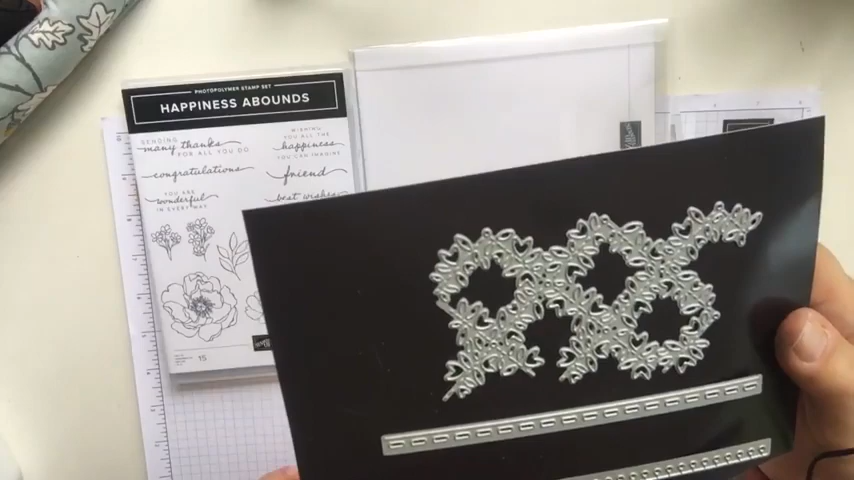 PHOTOPOLYMER STAMP SET
HAPPINESS ABOUNDS
SENDING
many thanks
FOR ALL YOU DO
WISHING
YOU ALL THE
happiness
YOU CAN IMAGINE
congratulations
friend
YOU ARE
wonderful
IN EVERY WAY
best wishes
15